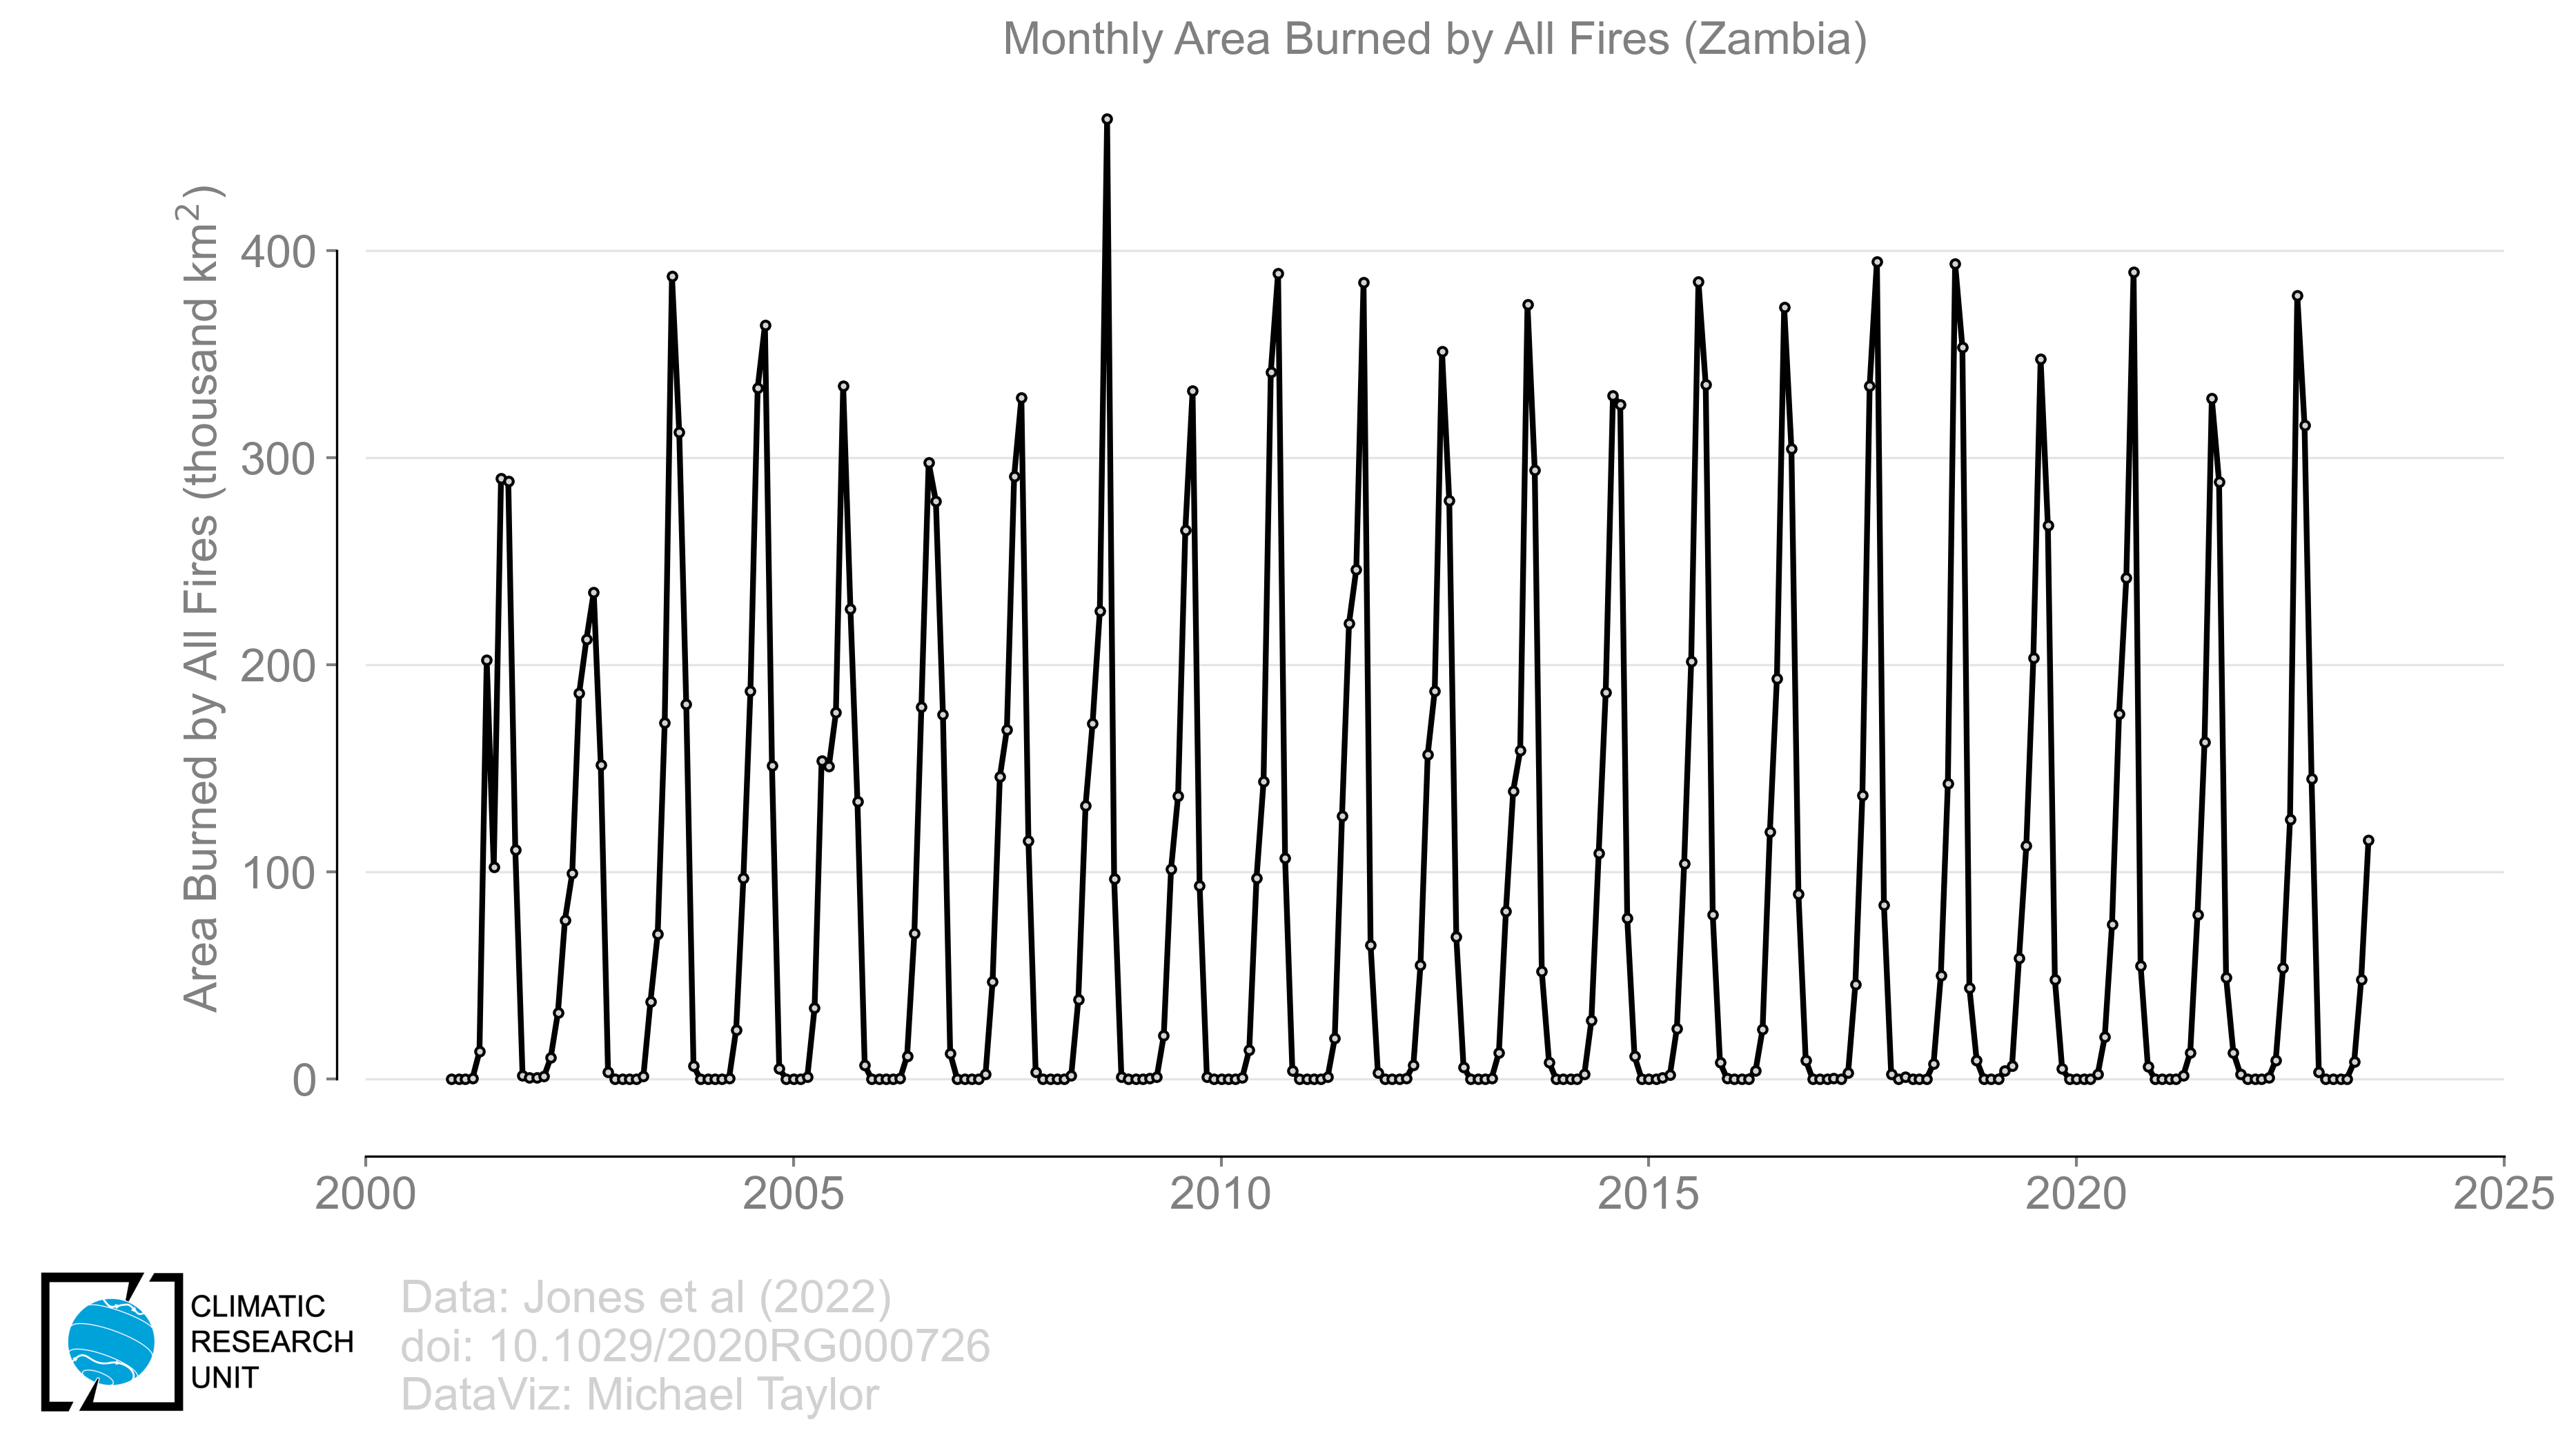 Monthly Area Burned by All Fires (Zambia)
Area Burned by All Fires (thousand km²)
400
300
200
100
0
2000 2005 2010 2015 2020 2025
CLIMATIC
RESEARCH
UNIT
Data: Jones et al (2022)
doi: 10.1029/2020RG000726
DataViz: Michael Taylor